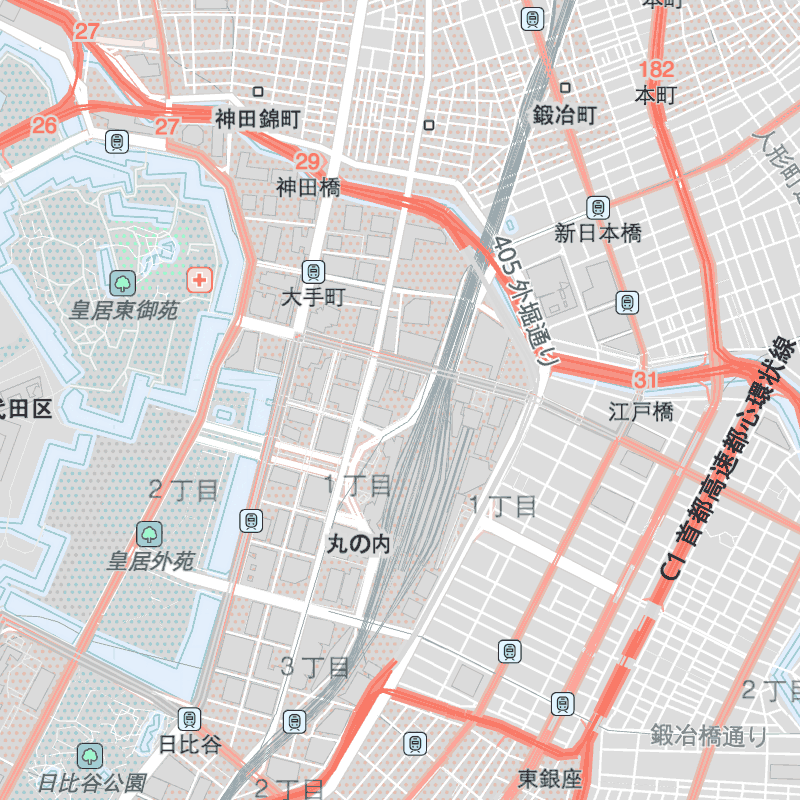 本町
27
182
本町
神田錦町
鍛冶町
26
27
29
人形町通
神田橋
新日本橋
405 外堀通り
大手町
皇居東御苑
31
代田区
江戸橋
C1 首都高速都心環状線
2丁目
1丁目
1丁目
丸の内
皇居外苑
3丁目
2丁目
日比谷
鍛冶橋通り
日比谷公園
東銀座
2丁目